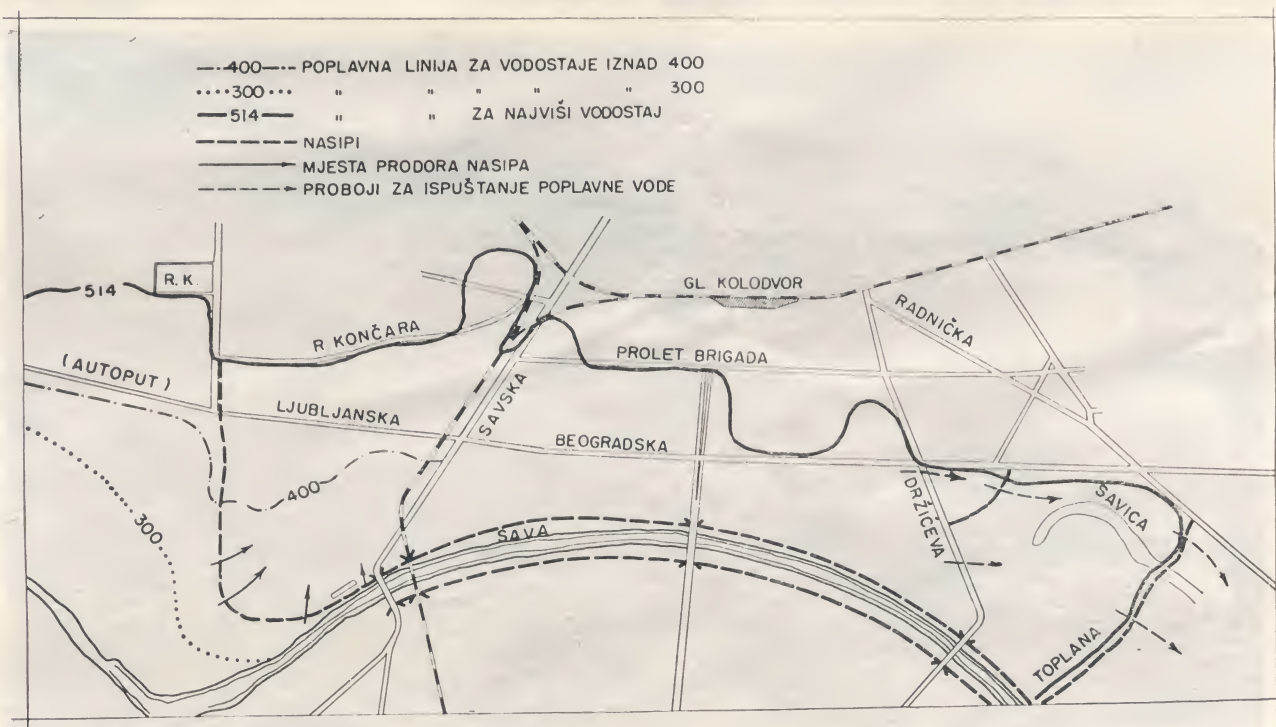 400 POPLAVNA LINIJA ZA VODOSTAJE IZNAD 400
300 " " " " " 300
514 " " ZA NAJVIŠI VODOSTAJ
NASIPI
MJESTA PRODORA NASIPA
PROBOJI ZA ISPUŠTANJE POPLAVNE VODE
R. K.
514
GL KOLODVOR
R KONČARA
RADNIČKA
PROLET BRIGADA
(AUTOPUT)
LJUBLJANSKA
SAVSKA
BEOGRADSKA
400
300
SAVA
DRŽIĆEVA
SAVICA
TOPLANA